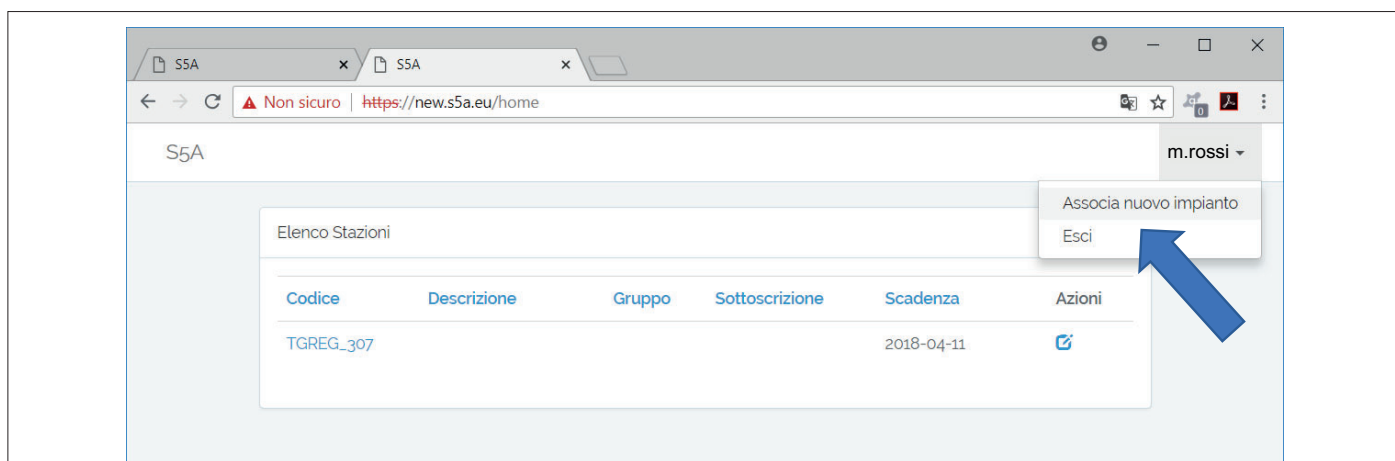 S5A
S5A
Non sicuro | https://new.s5a.eu/home
0
S5A
m.rossi
Associa nuovo impianto
Esci
Elenco Stazioni
Codice Descrizione Gruppo Sottoscrizione Scadenza Azioni
TGREG_307 2018-04-11